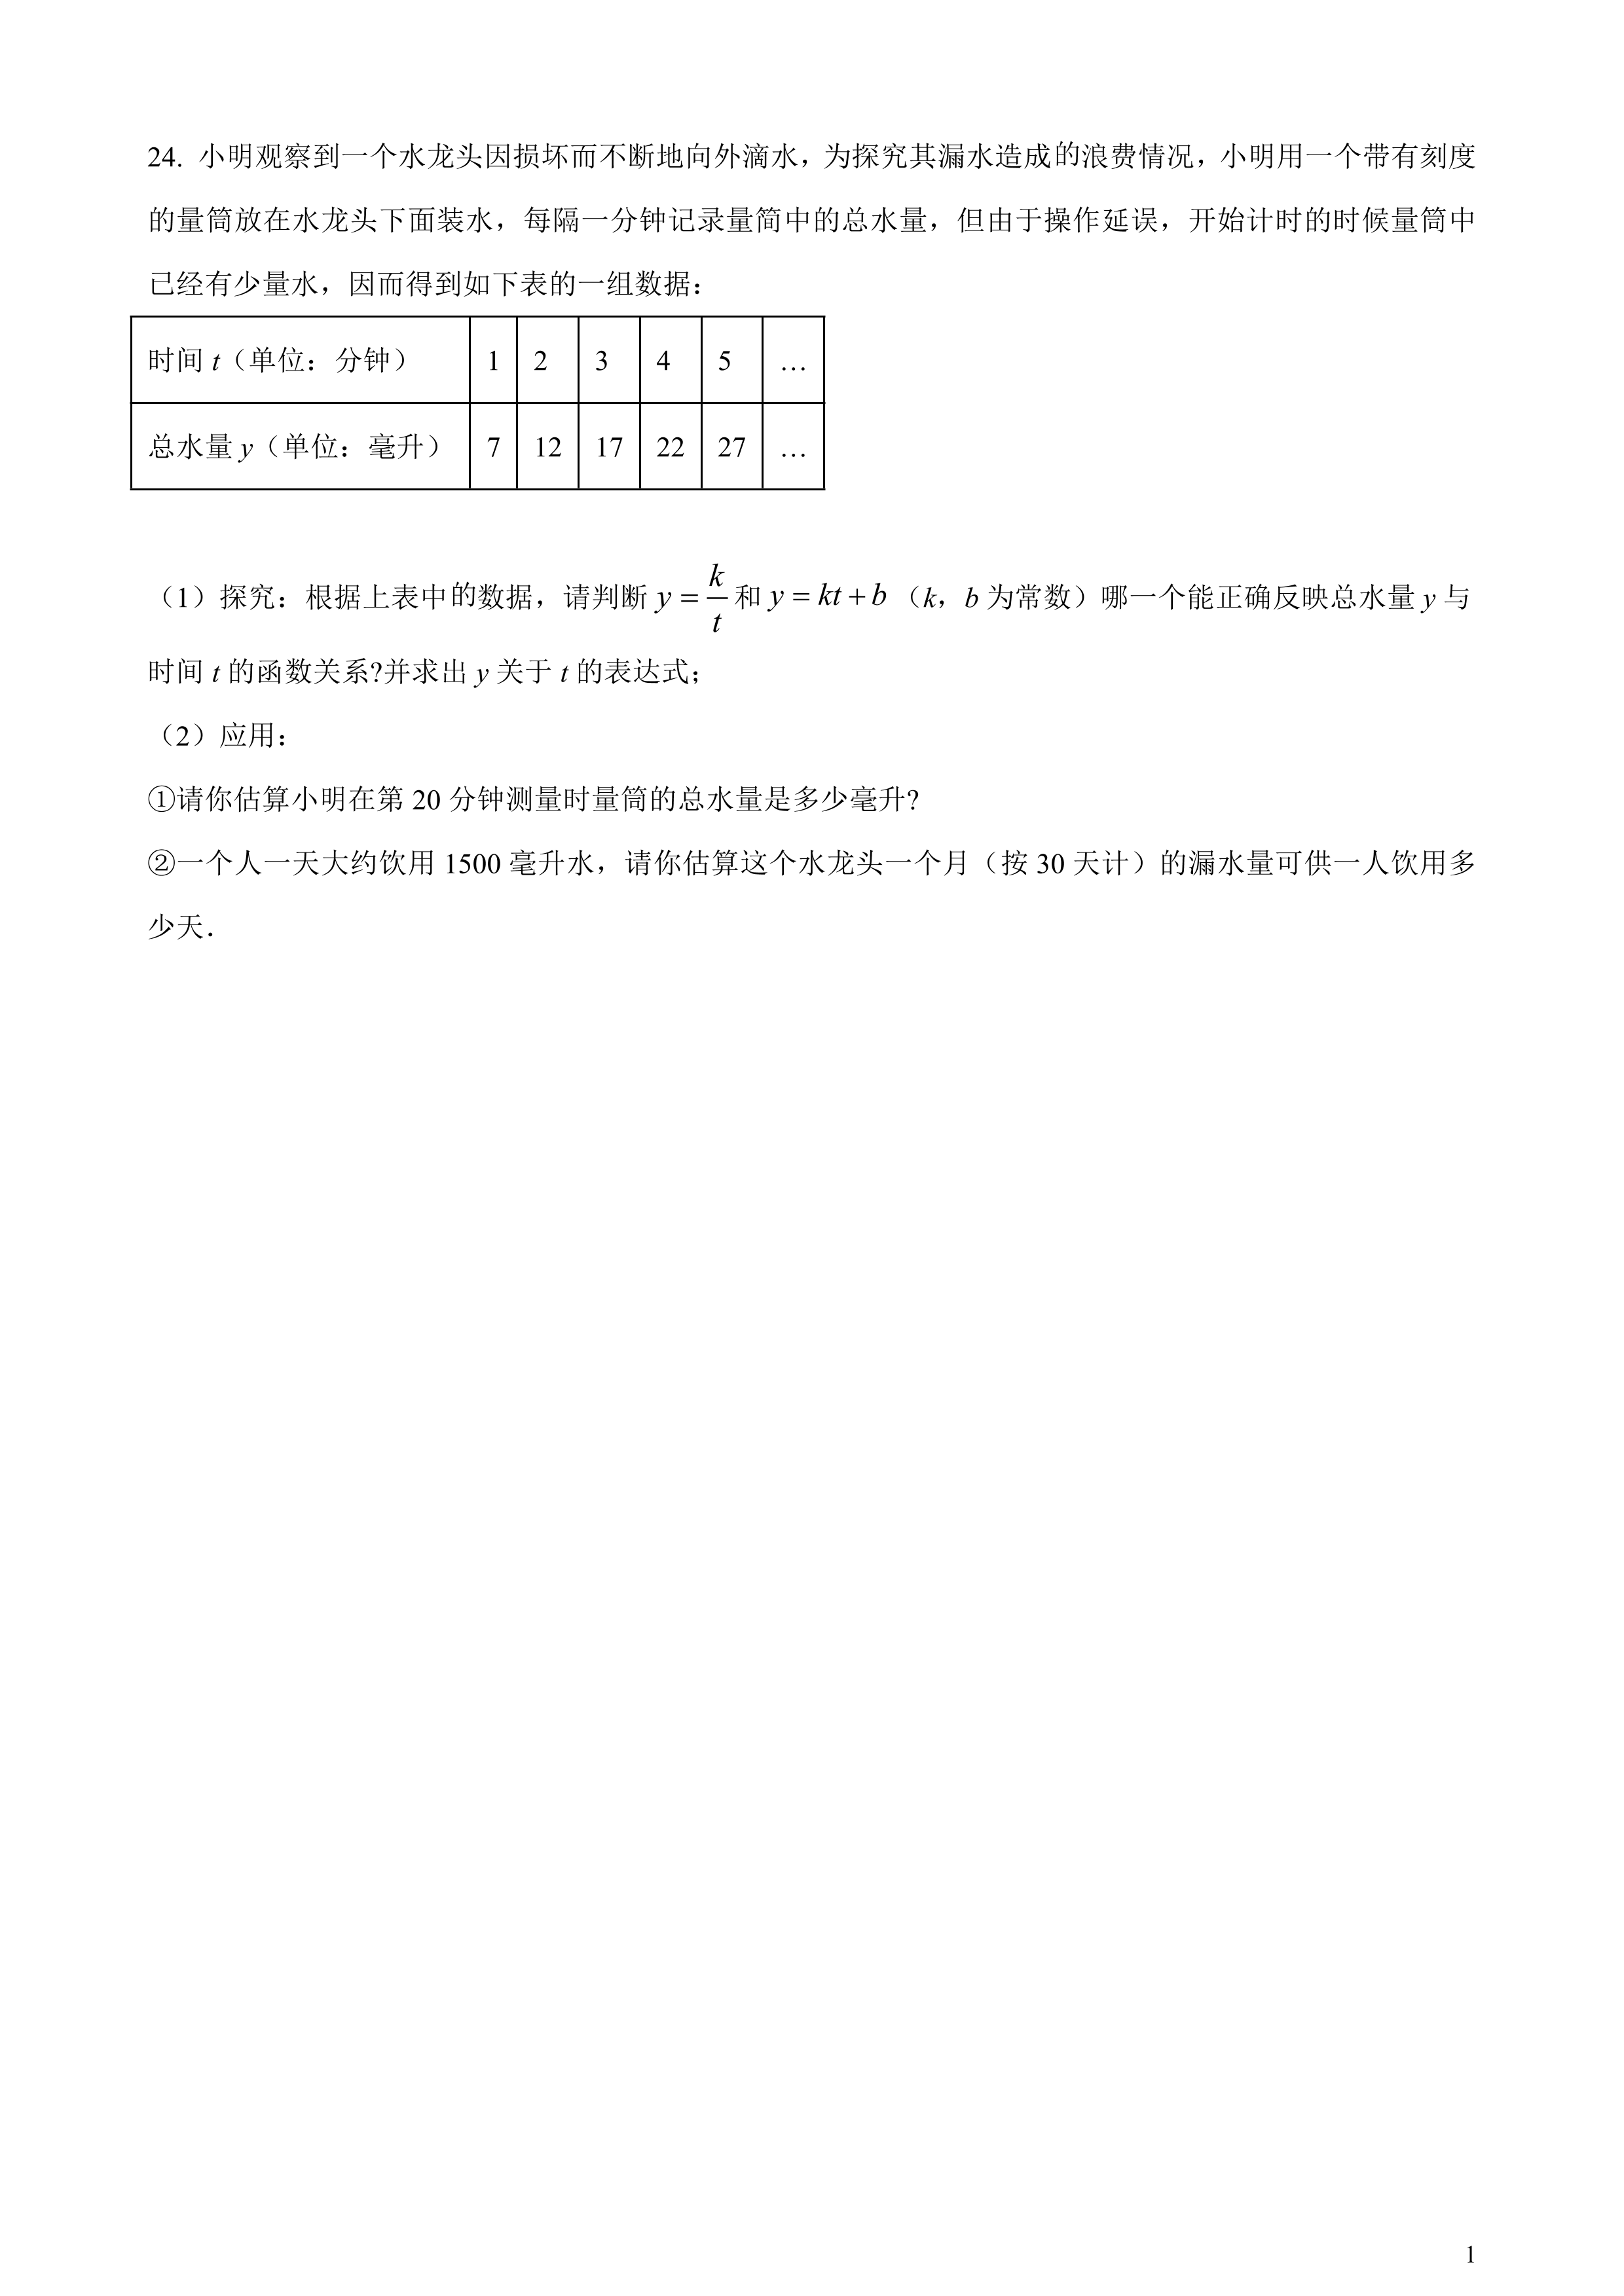 24. 小明观察到一个水龙头因损坏而不断地向外滴水，为探究其漏水造成的浪费情况，小明用一个带有刻度
的量筒放在水龙头下面装水，每隔一分钟记录量筒中的总水量，但由于操作延误，开始计时的时候量筒中
已经有少量水，因而得到如下表的一组数据：
时间 t（单位：分钟） 1 2 3 4 5 …
总水量 y（单位：毫升） 7 12 17 22 27 …
（1）探究：根据上表中的数据，请判断 y = k/t 和 y = kt + b（k，b 为常数）哪一个能正确反映总水量 y 与
时间 t 的函数关系?并求出 y 关于 t 的表达式；
（2）应用：
①请你估算小明在第 20 分钟测量时量筒的总水量是多少毫升?
②一个人一天大约饮用 1500 毫升水，请你估算这个水龙头一个月（按 30 天计）的漏水量可供一人饮用多
少天．
1